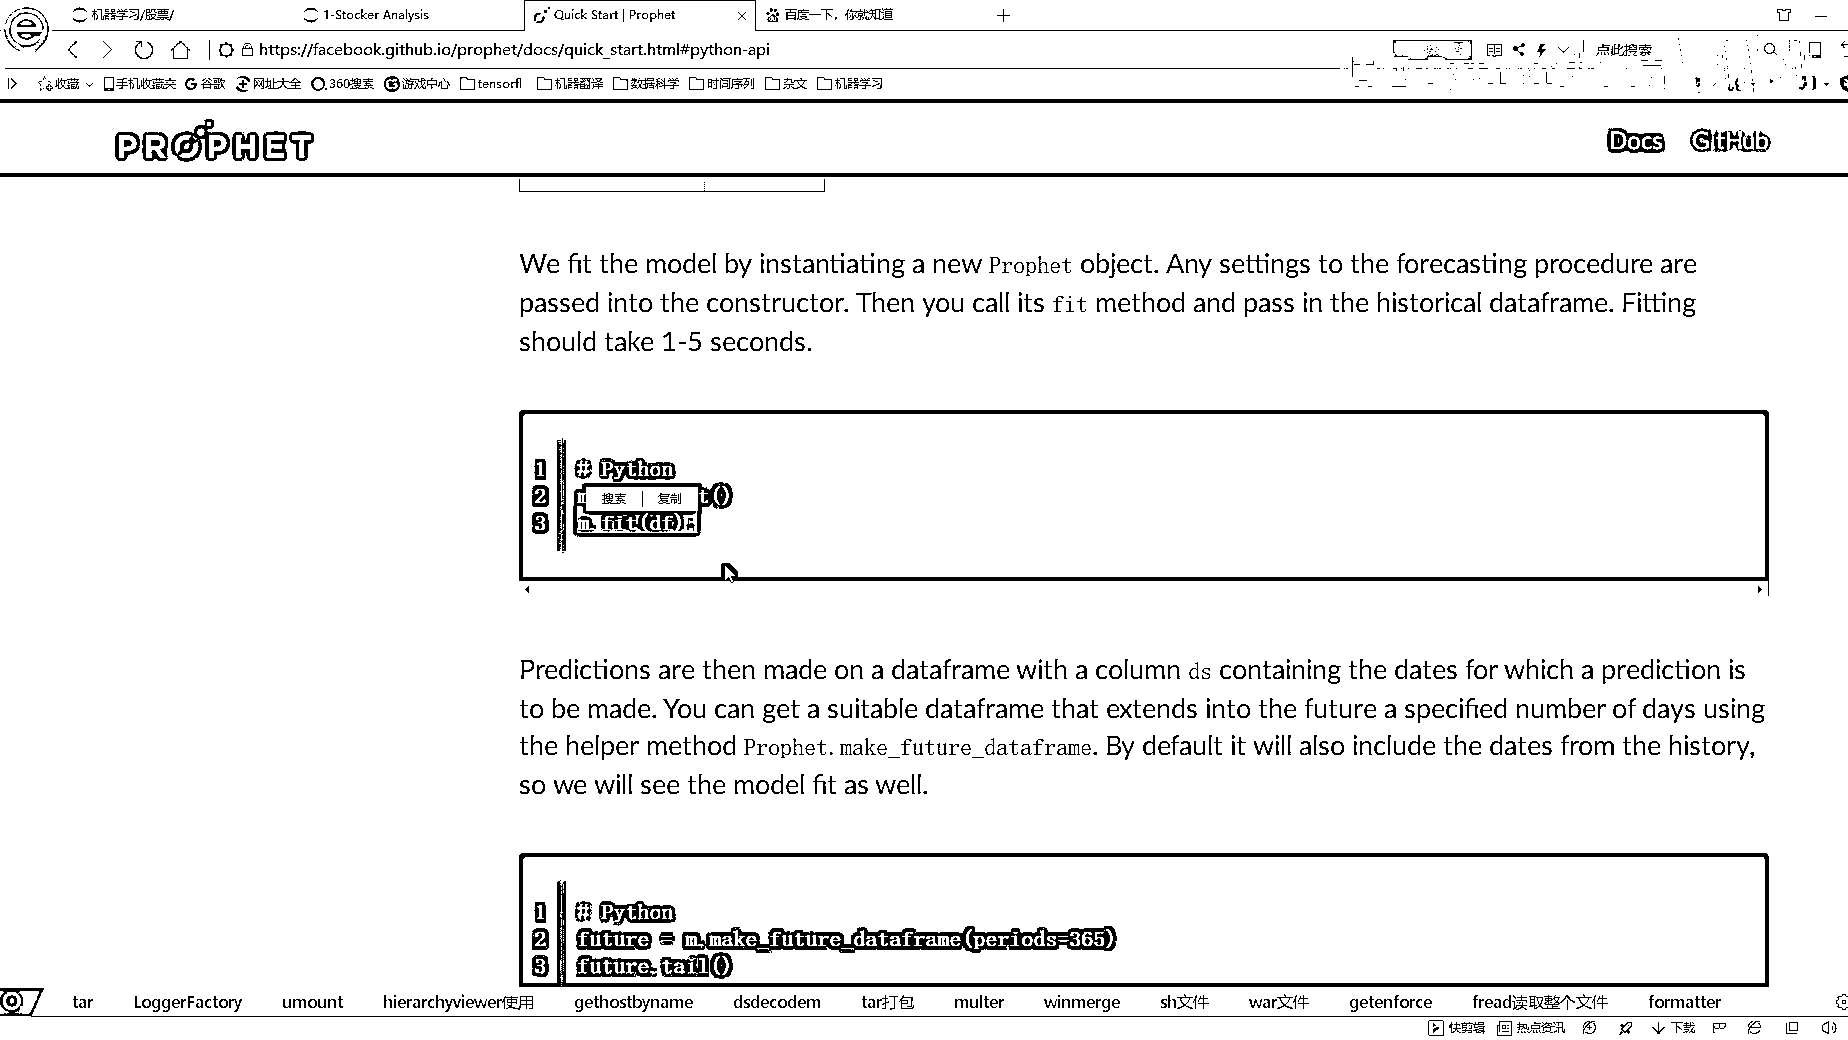 机器学习/股票/
1-Stocker Analysis
Quick Start | Prophet
百度一下，你就知道
https://facebook.github.io/prophet/docs/quick_start.html#python-api
点此搜索
收藏
手机收藏夹
谷歌
网址大全
360搜索
游戏中心
tensorfl
机器翻译
数据科学
时间序列
杂文
机器学习
PROPHET
Docs
GitHub
We fit the model by instantiating a new Prophet object. Any settings to the forecasting procedure are
passed into the constructor. Then you call its fit method and pass in the historical dataframe. Fitting
should take 1-5 seconds.
1 # Python
2 m t()
搜索 | 复制
3 m.fit(df)
Predictions are then made on a dataframe with a column ds containing the dates for which a prediction is
to be made. You can get a suitable dataframe that extends into the future a specified number of days using
the helper method Prophet.make_future_dataframe. By default it will also include the dates from the history,
so we will see the model fit as well.
1 # Python
2 future = m.make_future_dataframe(periods=365)
3 future.tail()
tar LoggerFactory umount hierarchyviewer使用 gethostbyname dsdecodem tar打包 multer winmerge sh文件 war文件 getenforce fread读取整个文件 formatter
快剪辑 热点资讯 下载